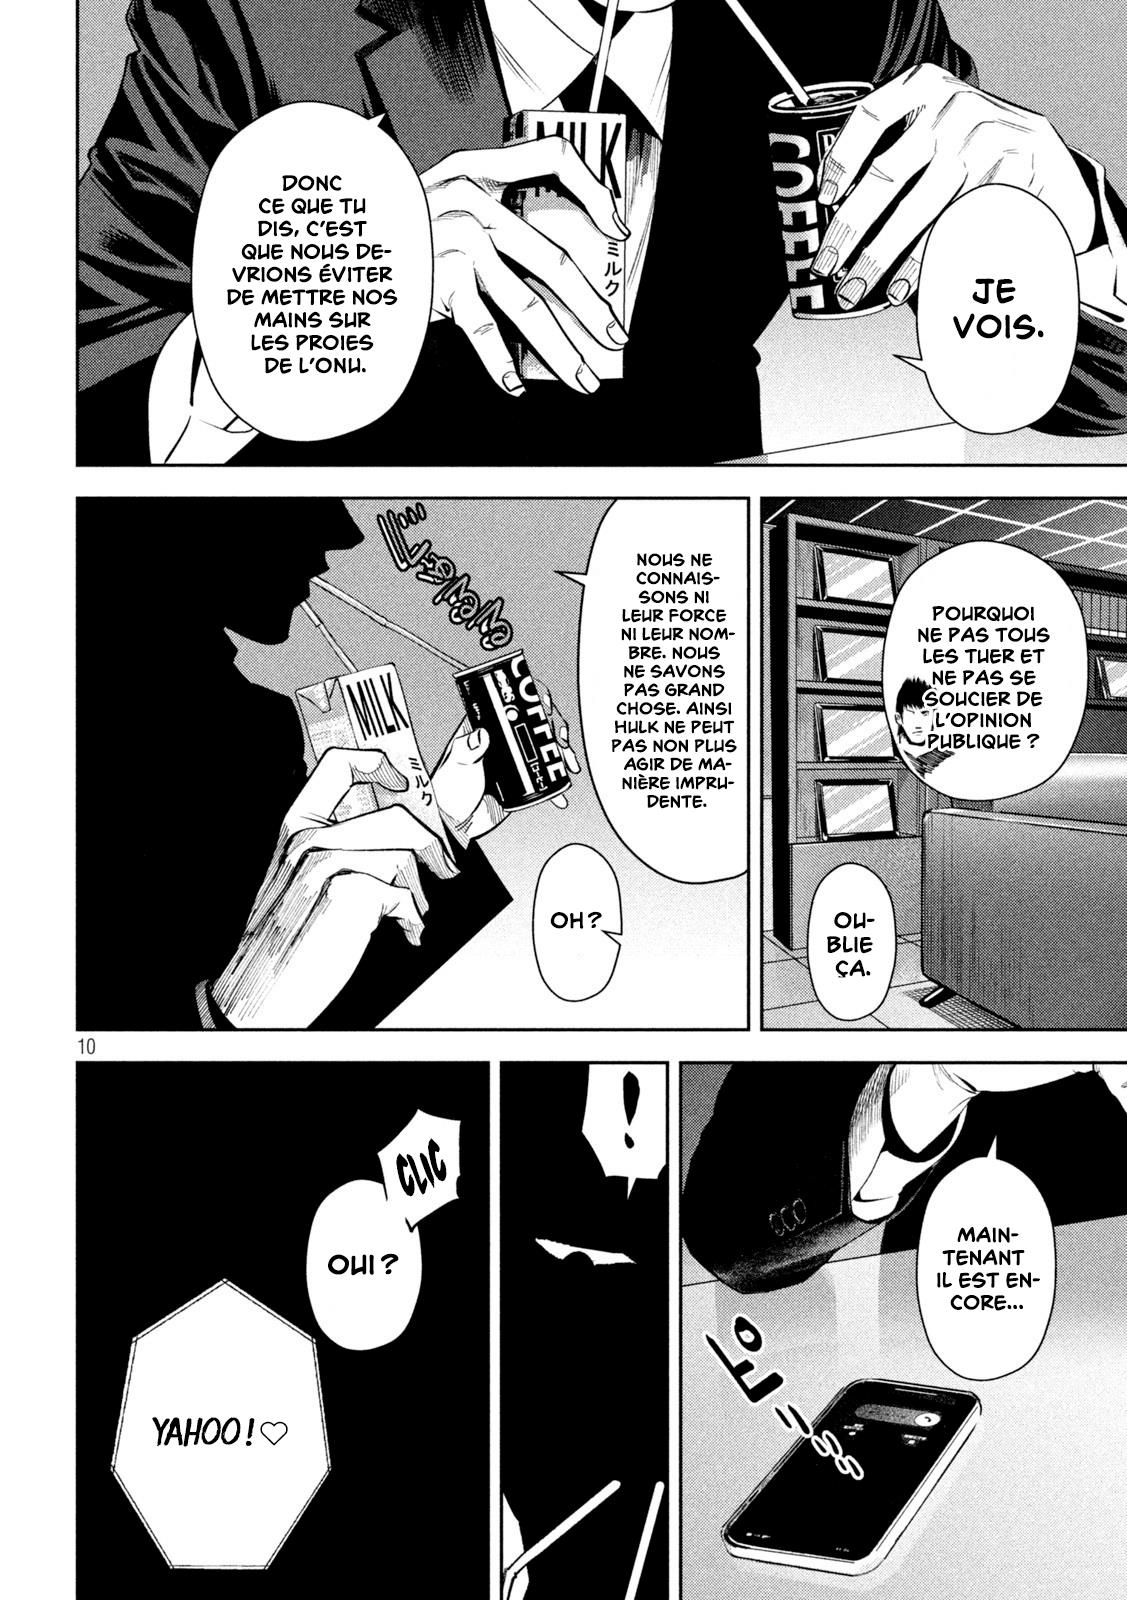 JE
VOIS.
DONC
CE QUE TU
DIS, C'EST
QUE NOUS DE-
VRIONS ÉVITER
DE METTRE NOS
MAINS SUR
LES PROIES
DE L'ONU.
MILK
ミルク
COFFEE
POURQUOI
NE PAS TOUS
LES TUER ET
NE PAS SE
SOUCIER DE
L'OPINION
PUBLIQUE ?
OU-
BLIE
ÇA.
NOUS NE
CONNAIS-
SONS NI
LEUR FORCE
NI LEUR NOM-
BRE. NOUS
NE SAVONS
PAS GRAND
CHOSE. AINSI
HULK NE PEUT
PAS NON PLUS
AGIR DE MA-
NIÈRE IMPRU-
DENTE.
OH ?
MILK
ミルク
COFFEE
10
MAIN-
TENANT
IL EST EN-
CORE...
!
CLIC
OUI ?
YAHOO ! ♡